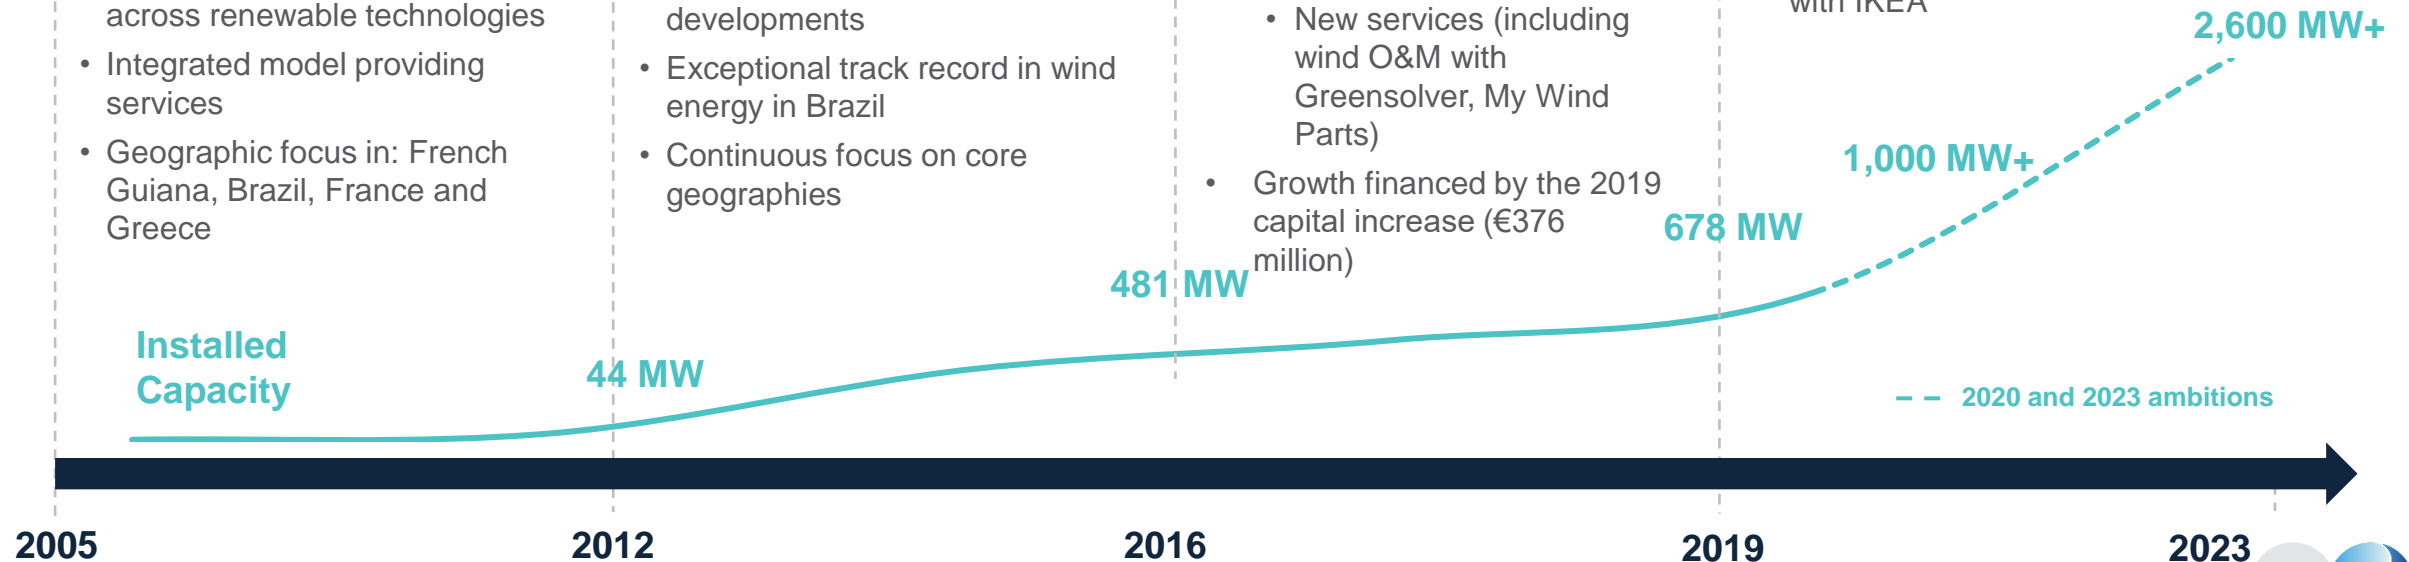 across renewable technologies
• Integrated model providing
services
• Geographic focus in: French
Guiana, Brazil, France and
Greece
developments
• Exceptional track record in wind
energy in Brazil
• Continuous focus on core
geographies
• New services (including
wind O&M with
Greensolver, My Wind
Parts)
• Growth financed by the 2019
capital increase (€376
million)
with IKEA
2,600 MW+
1,000 MW+
678 MW
481 MW
44 MW
Installed
Capacity
2020 and 2023 ambitions
2005
2012
2016
2019
2023